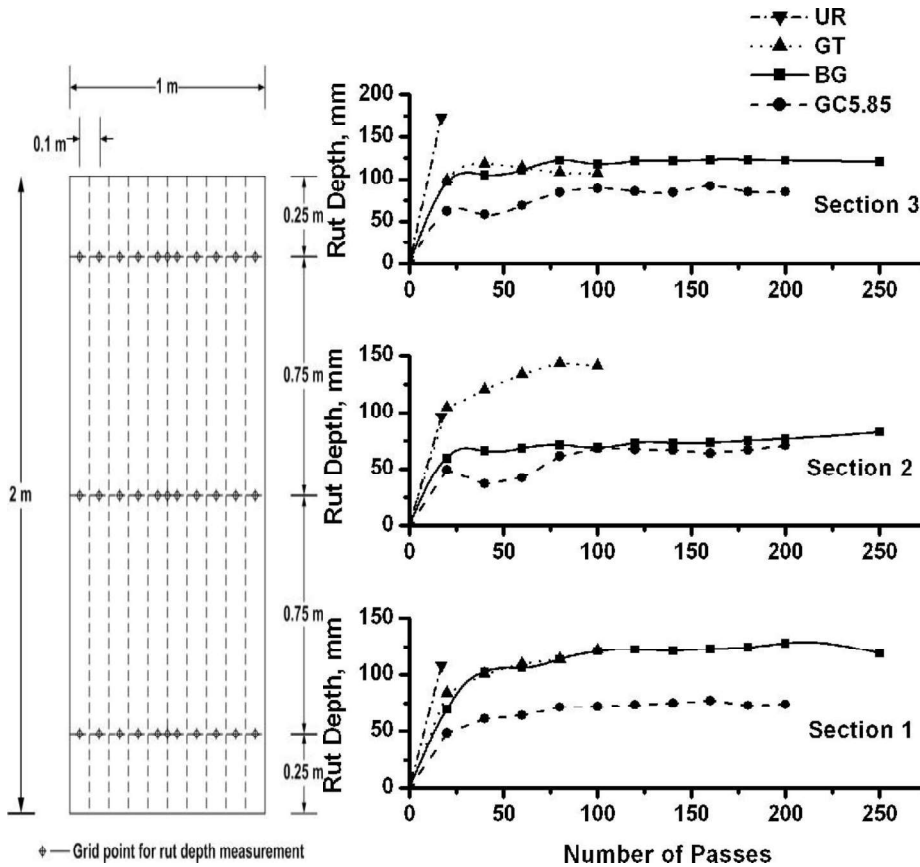 1 m
0.1 m
0.25 m
0.75 m
2 m
0.75 m
0.25 m
Grid point for rut depth measurement
UR
GT
BG
GC5.85
Rut Depth, mm
200
150
100
50
0
Section 3
0 50 100 150 200 250
Rut Depth, mm
150
100
50
0
Section 2
0 50 100 150 200 250
Rut Depth, mm
150
100
50
0
Section 1
0 50 100 150 200 250
Number of Passes